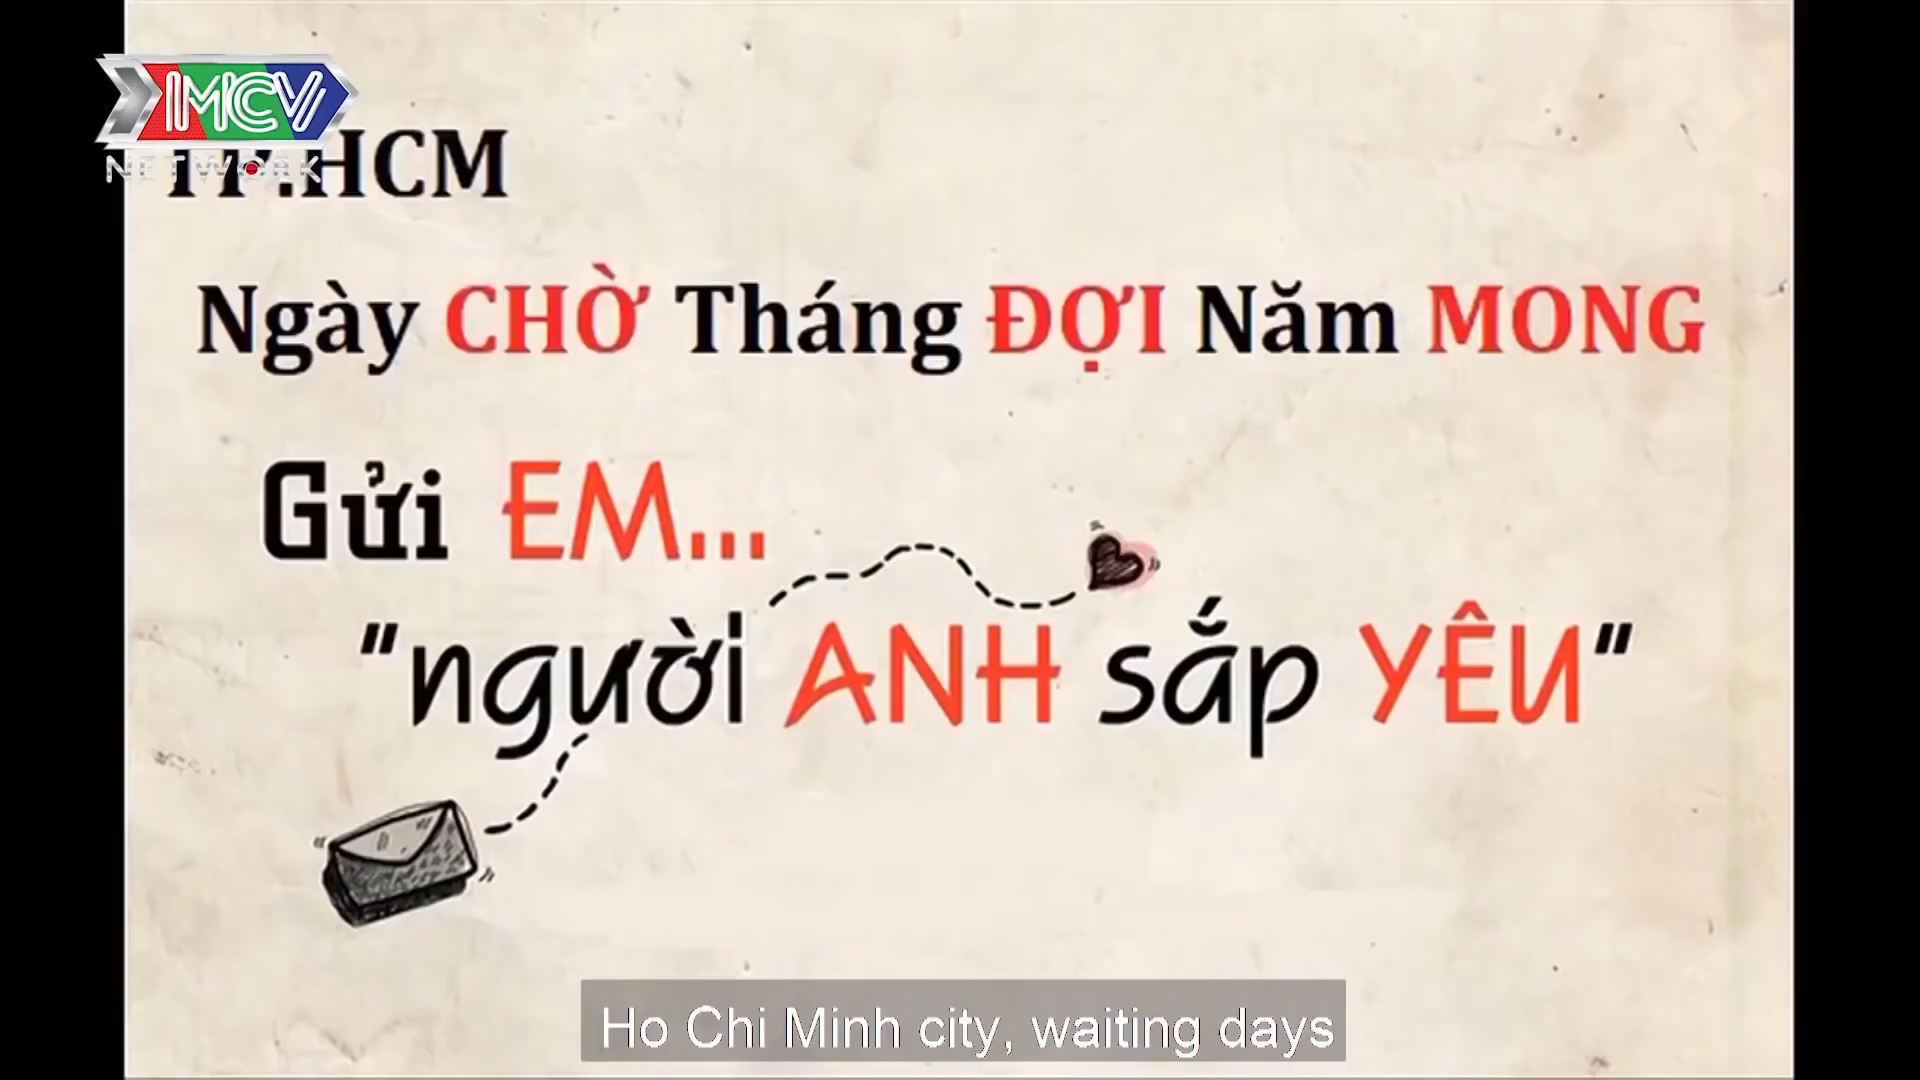 MCV
NETWORK
TP.HCM
Ngày CHỜ Tháng ĐỢI Năm MONG
Gửi EM...
"người ANH sắp YÊU"
Ho Chi Minh city, waiting days